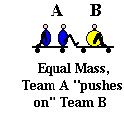 A B
Equal Mass,
Team A "pushes
on" Team B